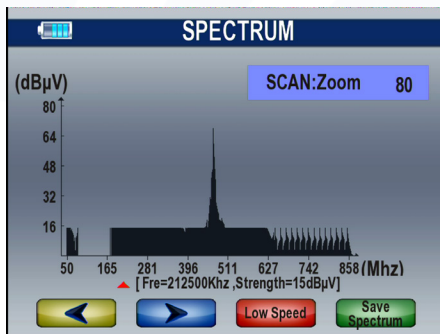 SPECTRUM
(dBµV)
SCAN:Zoom 80
80
64
48
32
16
50 165 281 396 511 627 742 858 (Mhz)
[ Fre=212500Khz ,Strength=15dBµV]
Low Speed
Save
Spectrum